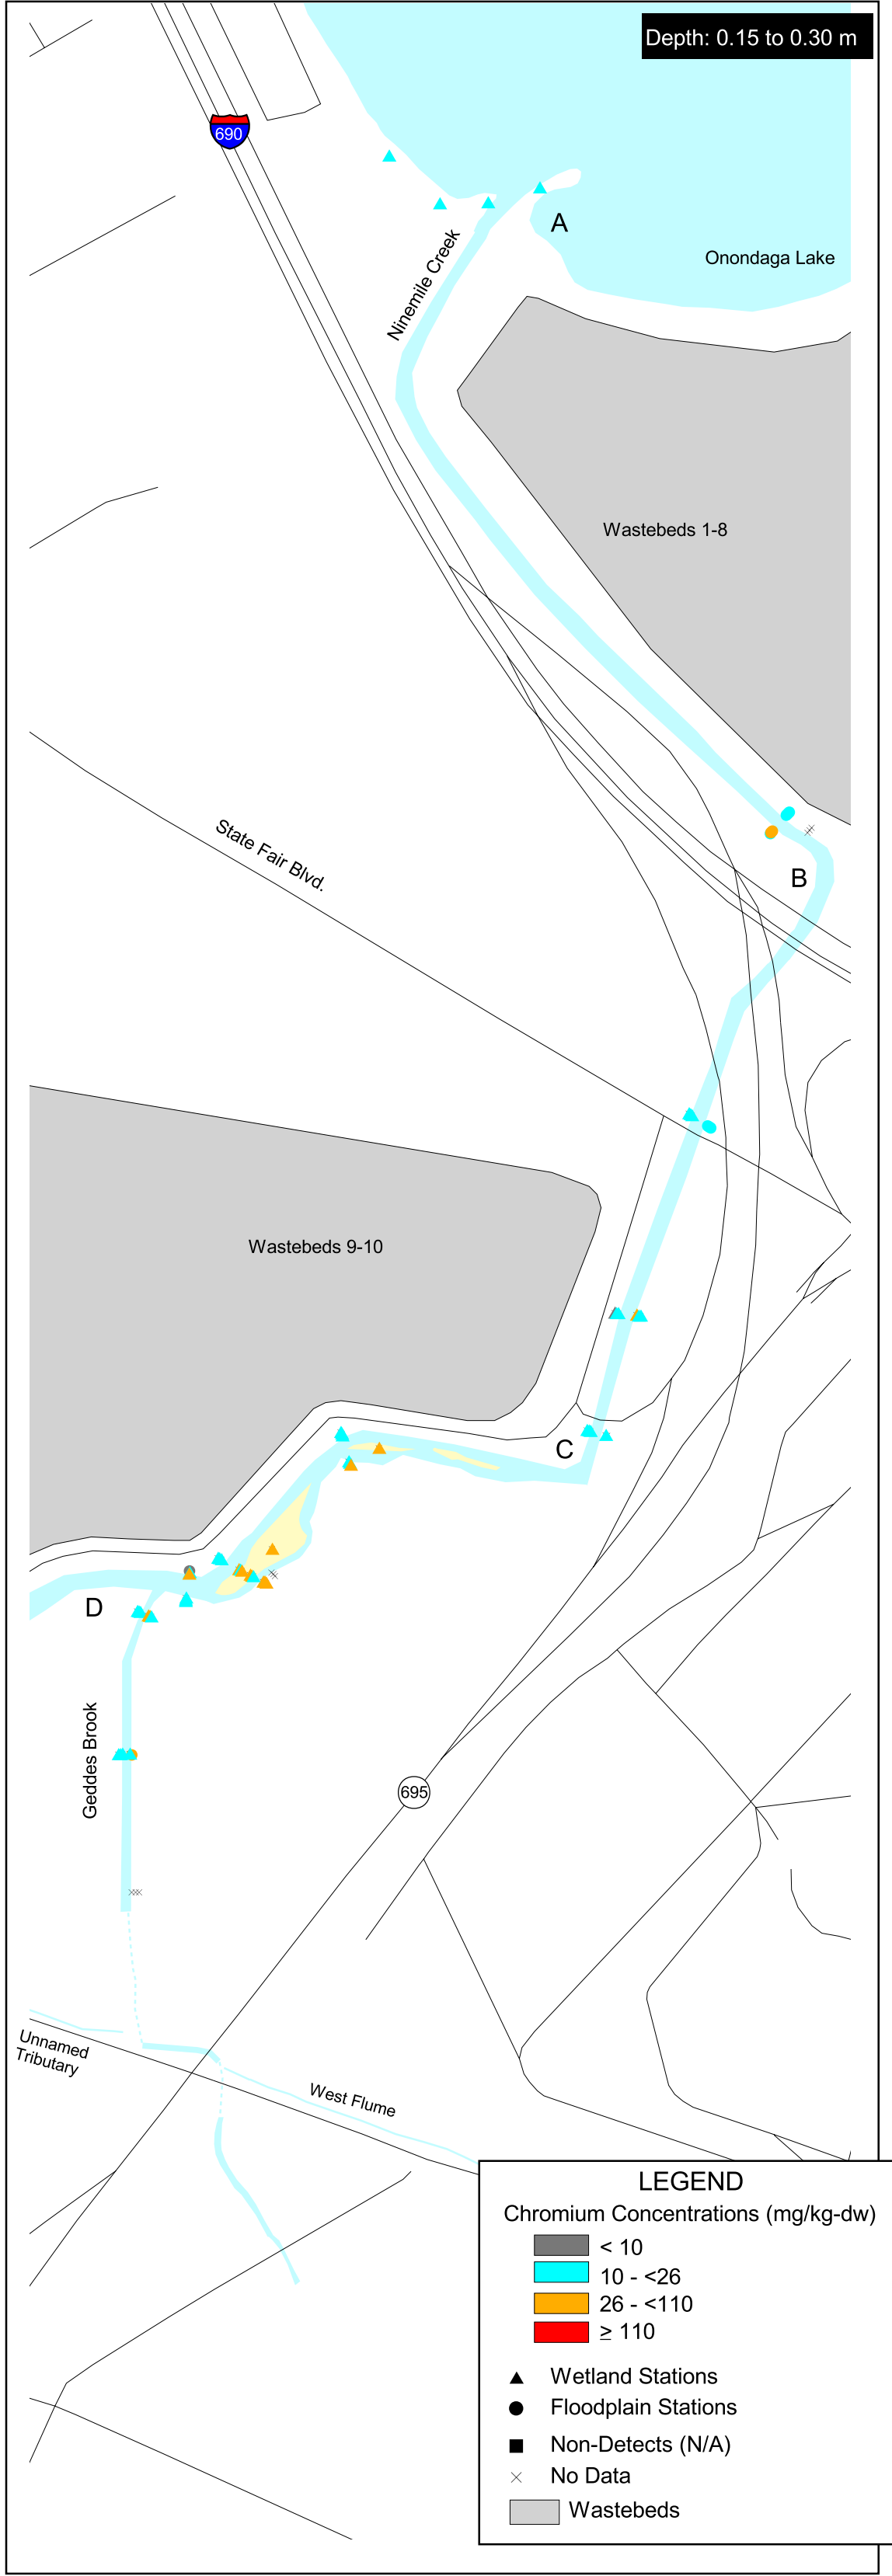 Depth: 0.15 to 0.30 m
690
A
Onondaga Lake
Ninemile Creek
Wastebeds 1-8
State Fair Blvd.
B
Wastebeds 9-10
C
D
Geddes Brook
695
Unnamed
Tributary
West Flume
LEGEND
Chromium Concentrations (mg/kg-dw)
< 10
10 - <26
26 - <110
≥ 110
Wetland Stations
Floodplain Stations
Non-Detects (N/A)
No Data
Wastebeds